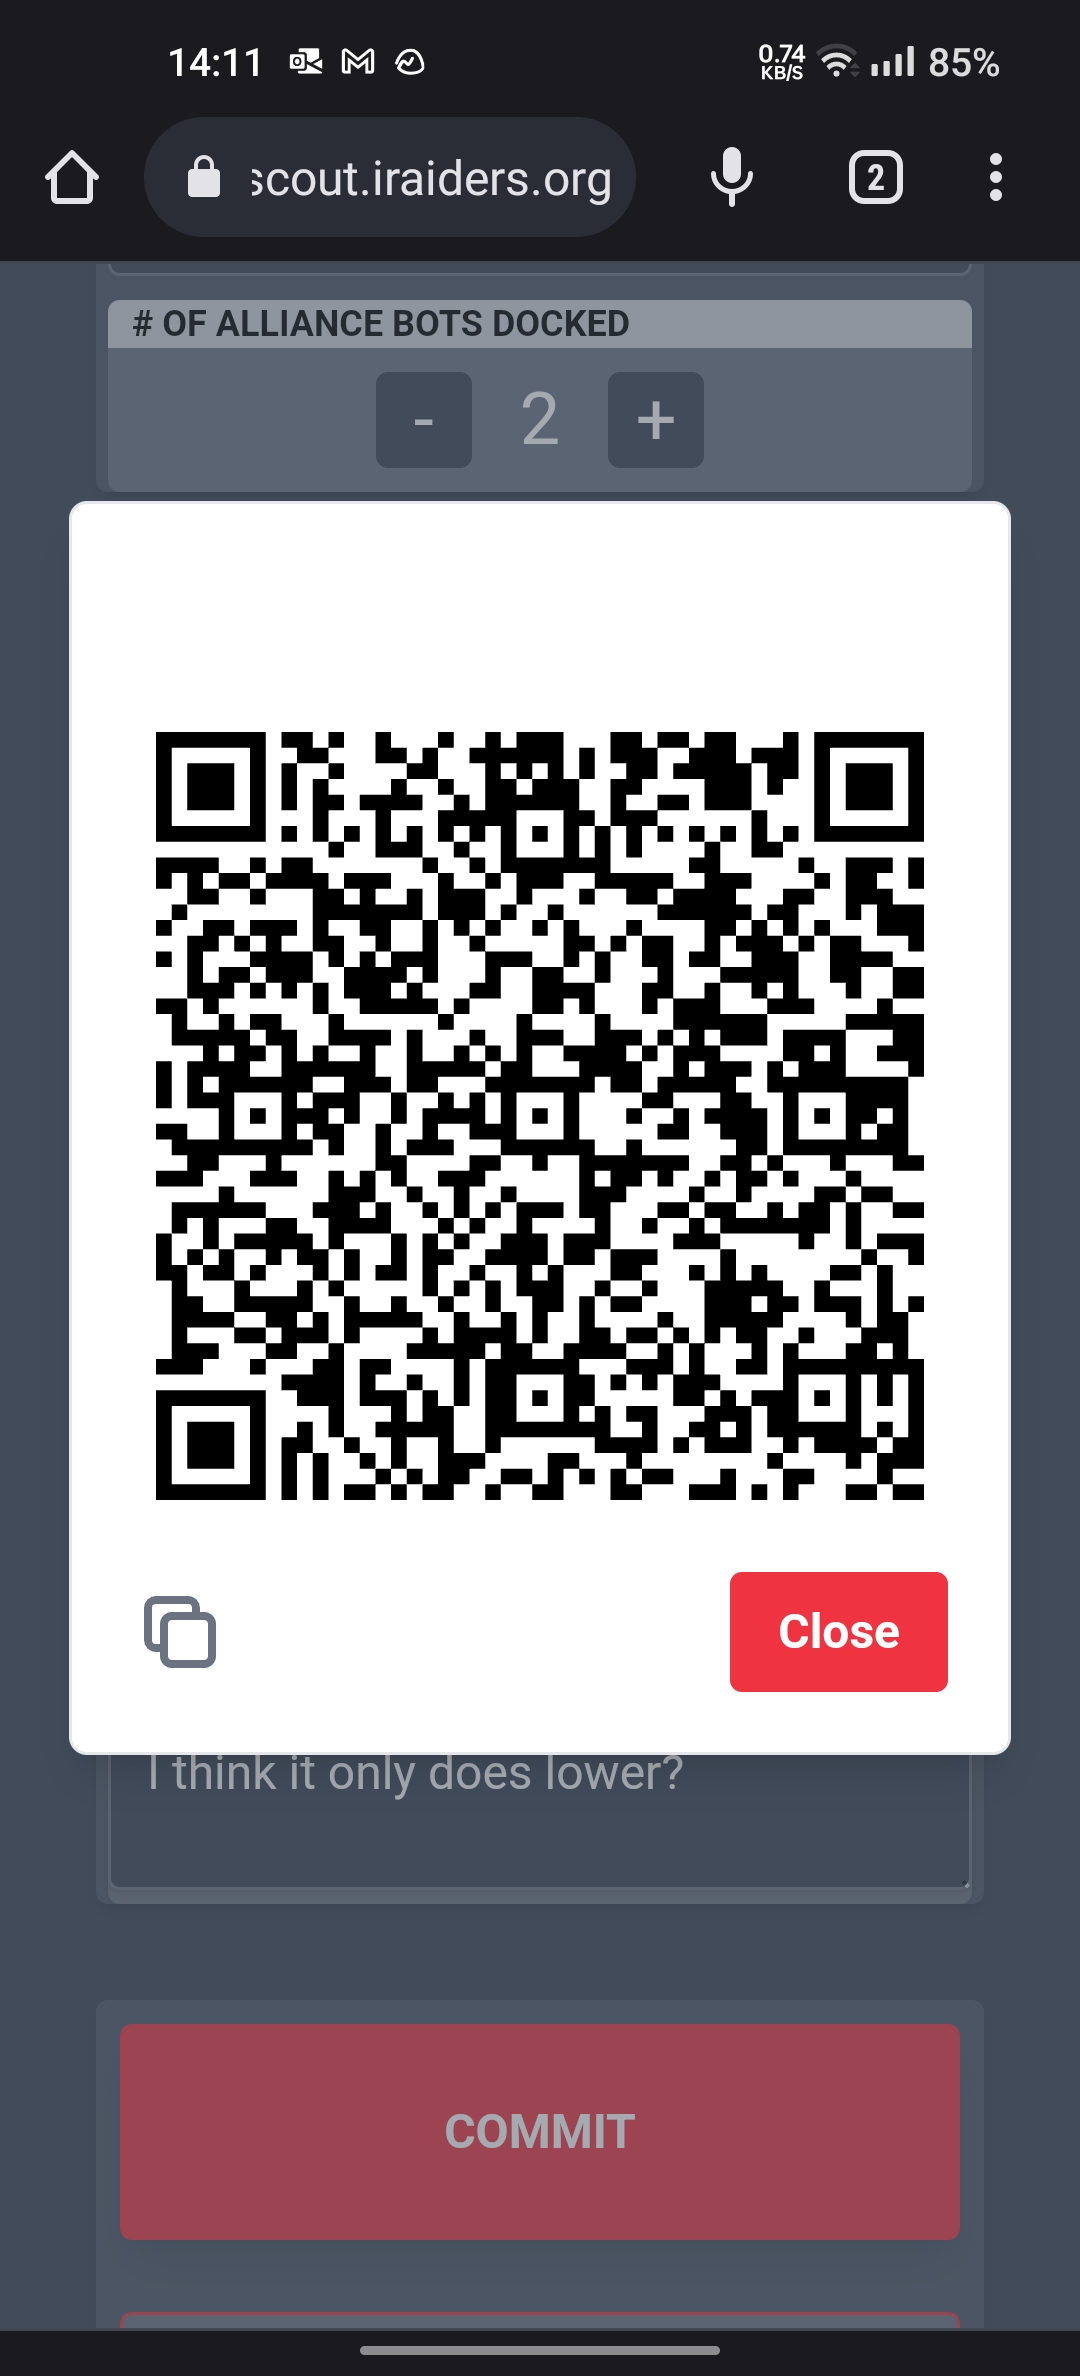 14:11
0.74
KB/S
85%
scout.iraiders.org
2
# OF ALLIANCE BOTS DOCKED
-
2
+
Close
I think it only does lower?
COMMIT